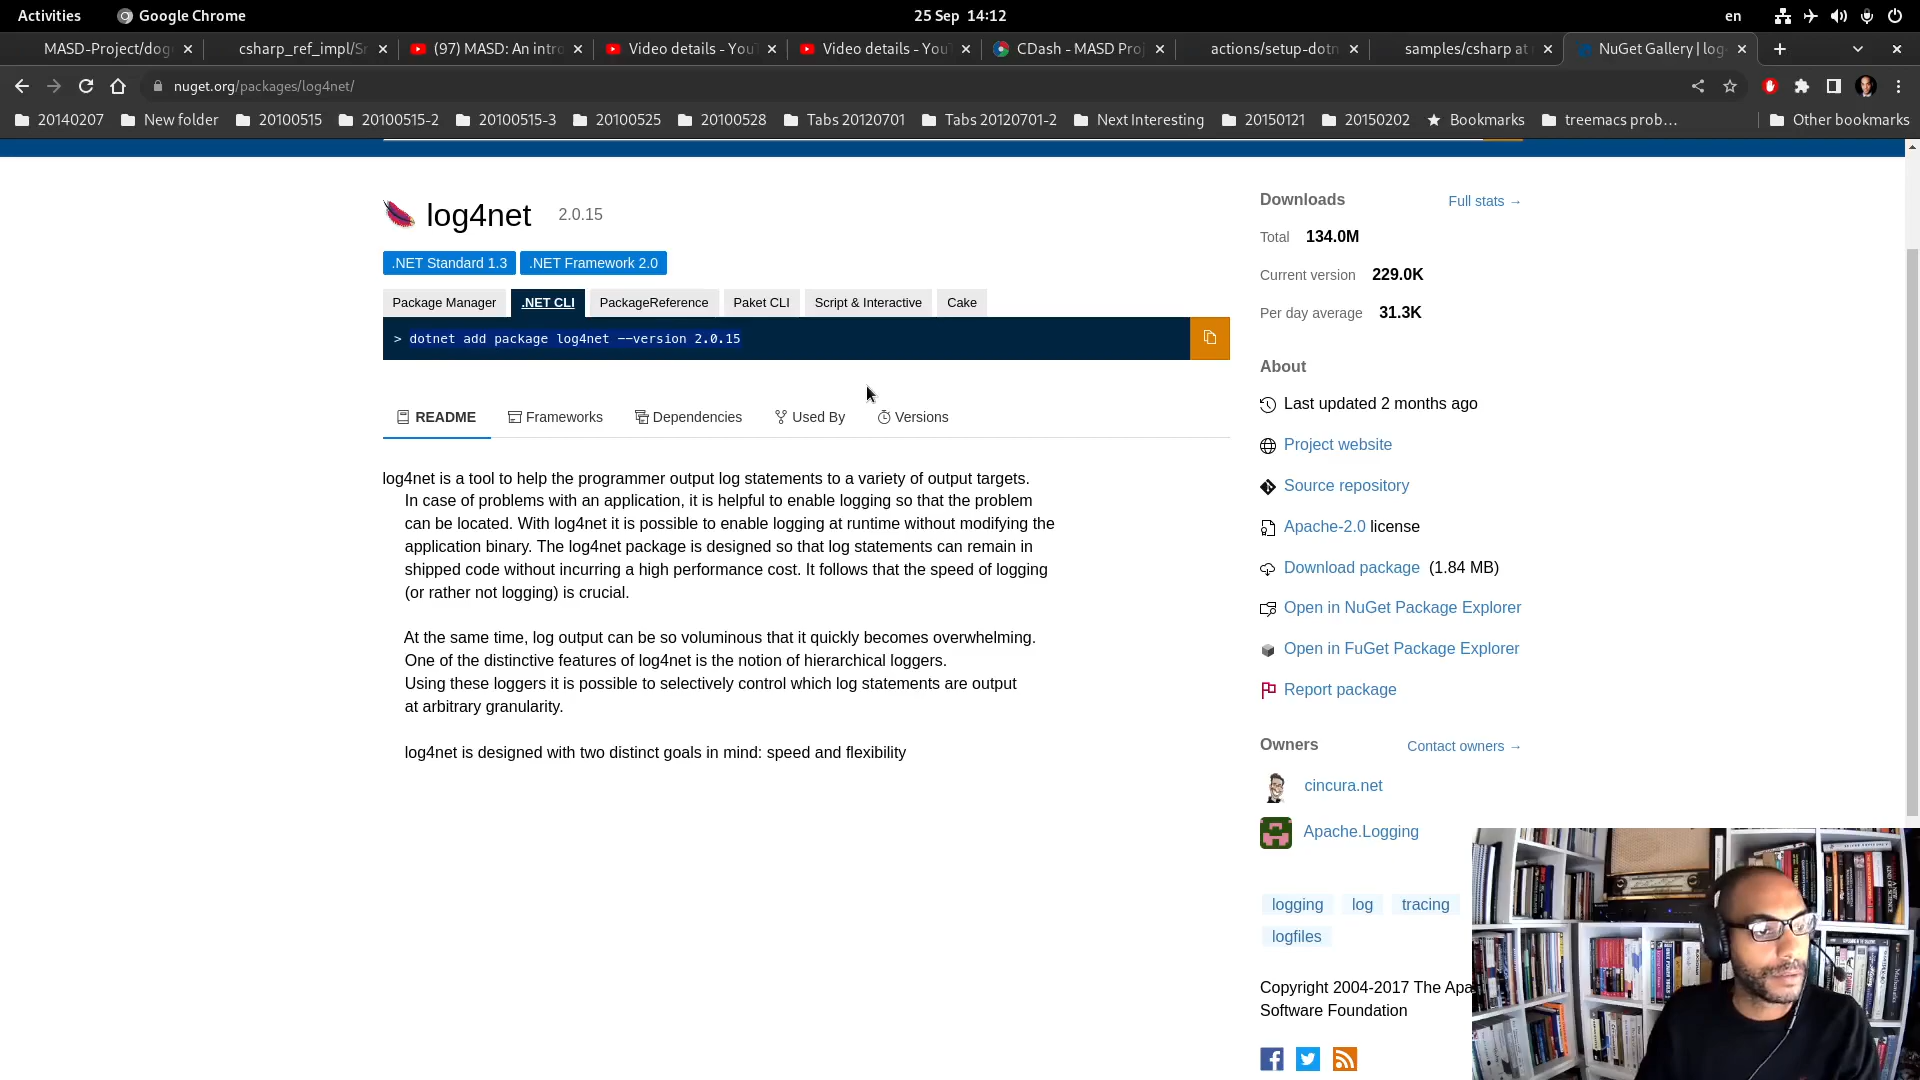 Activities
Google Chrome
25 Sep 14:12
en
MASD-Project/dog
csharp_ref_impl/Sr
(97) MASD: An intro
Video details - YouT
Video details - YouT
CDash - MASD Proj
actions/setup-dotn
samples/csharp at
NuGet Gallery | log
nuget.org/packages/log4net/
20140207
New folder
20100515
20100515-2
20100515-3
20100525
20100528
Tabs 20120701
Tabs 20120701-2
Next Interesting
20150121
20150202
Bookmarks
treemacs prob…
Other bookmarks
log4net 2.0.15
.NET Standard 1.3 .NET Framework 2.0
Package Manager .NET CLI PackageReference Paket CLI Script & Interactive Cake
> dotnet add package log4net --version 2.0.15
README Frameworks Dependencies Used By Versions
log4net is a tool to help the programmer output log statements to a variety of output targets.
In case of problems with an application, it is helpful to enable logging so that the problem
can be located. With log4net it is possible to enable logging at runtime without modifying the
application binary. The log4net package is designed so that log statements can remain in
shipped code without incurring a high performance cost. It follows that the speed of logging
(or rather not logging) is crucial.
At the same time, log output can be so voluminous that it quickly becomes overwhelming.
One of the distinctive features of log4net is the notion of hierarchical loggers.
Using these loggers it is possible to selectively control which log statements are output
at arbitrary granularity.
log4net is designed with two distinct goals in mind: speed and flexibility
Downloads Full stats →
Total 134.0M
Current version 229.0K
Per day average 31.3K
About
Last updated 2 months ago
Project website
Source repository
Apache-2.0 license
Download package (1.84 MB)
Open in NuGet Package Explorer
Open in FuGet Package Explorer
Report package
Owners Contact owners →
cincura.net
Apache.Logging
logging log tracing
logfiles
Copyright 2004-2017 The Apa
Software Foundation